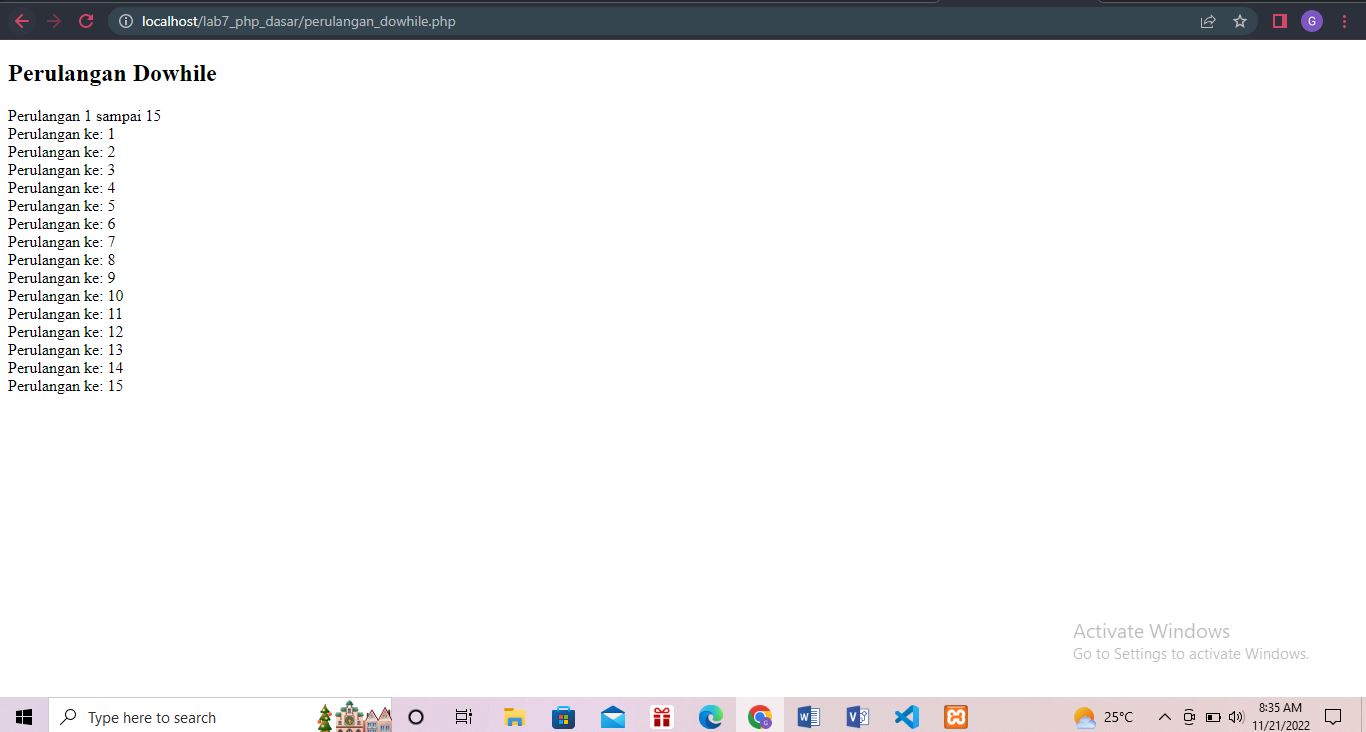 localhost/lab7_php_dasar/perulangan_dowhile.php
G
Perulangan Dowhile
Perulangan 1 sampai 15
Perulangan ke: 1
Perulangan ke: 2
Perulangan ke: 3
Perulangan ke: 4
Perulangan ke: 5
Perulangan ke: 6
Perulangan ke: 7
Perulangan ke: 8
Perulangan ke: 9
Perulangan ke: 10
Perulangan ke: 11
Perulangan ke: 12
Perulangan ke: 13
Perulangan ke: 14
Perulangan ke: 15
Activate Windows
Go to Settings to activate Windows.
Type here to search
25°C
8:35 AM
11/21/2022